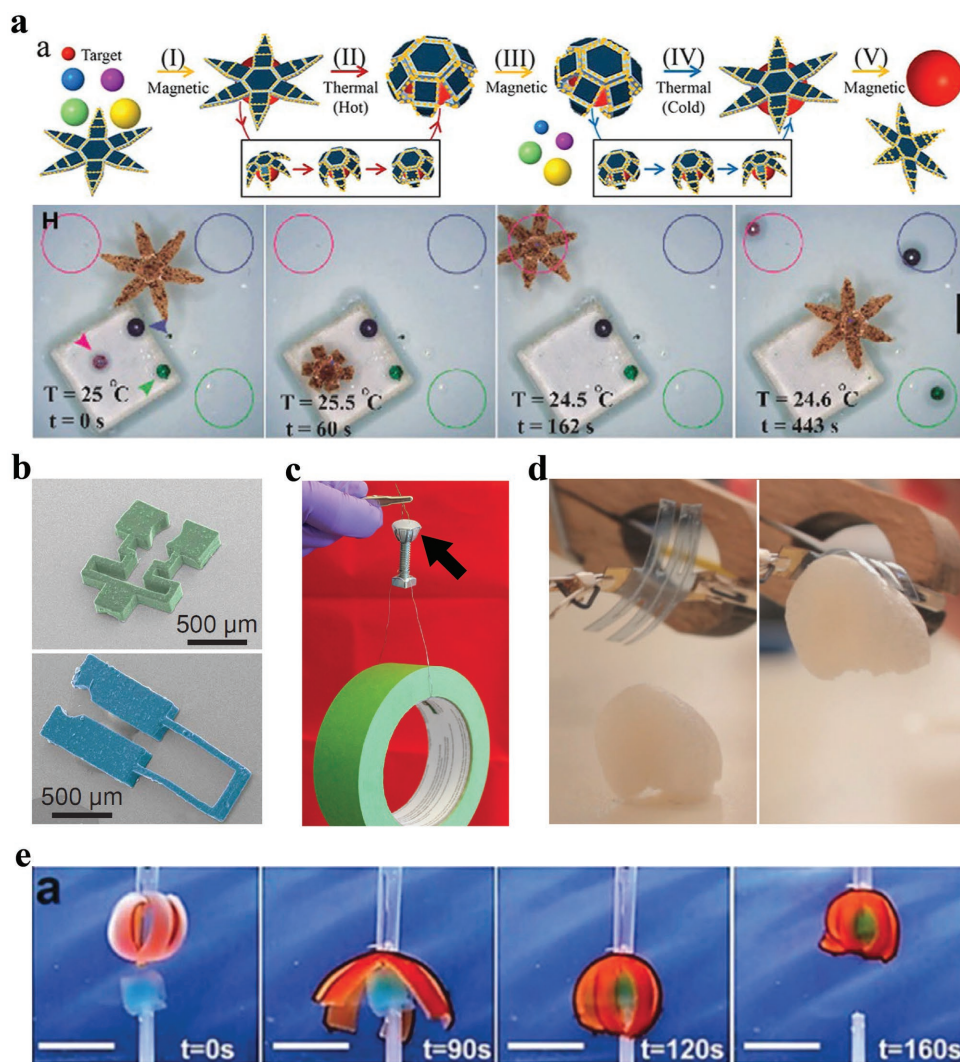 a
a
Target
(I)
Magnetic
(II)
Thermal
(Hot)
(III)
Magnetic
(IV)
Thermal
(Cold)
(V)
Magnetic
H
T = 25 °C
t = 0 s
T = 25.5 °C
t = 60 s
T = 24.5 °C
t = 162 s
T = 24.6 °C
t = 443 s
b
500 µm
500 µm
c
d
e
a
t=0s
t=90s
t=120s
t=160s